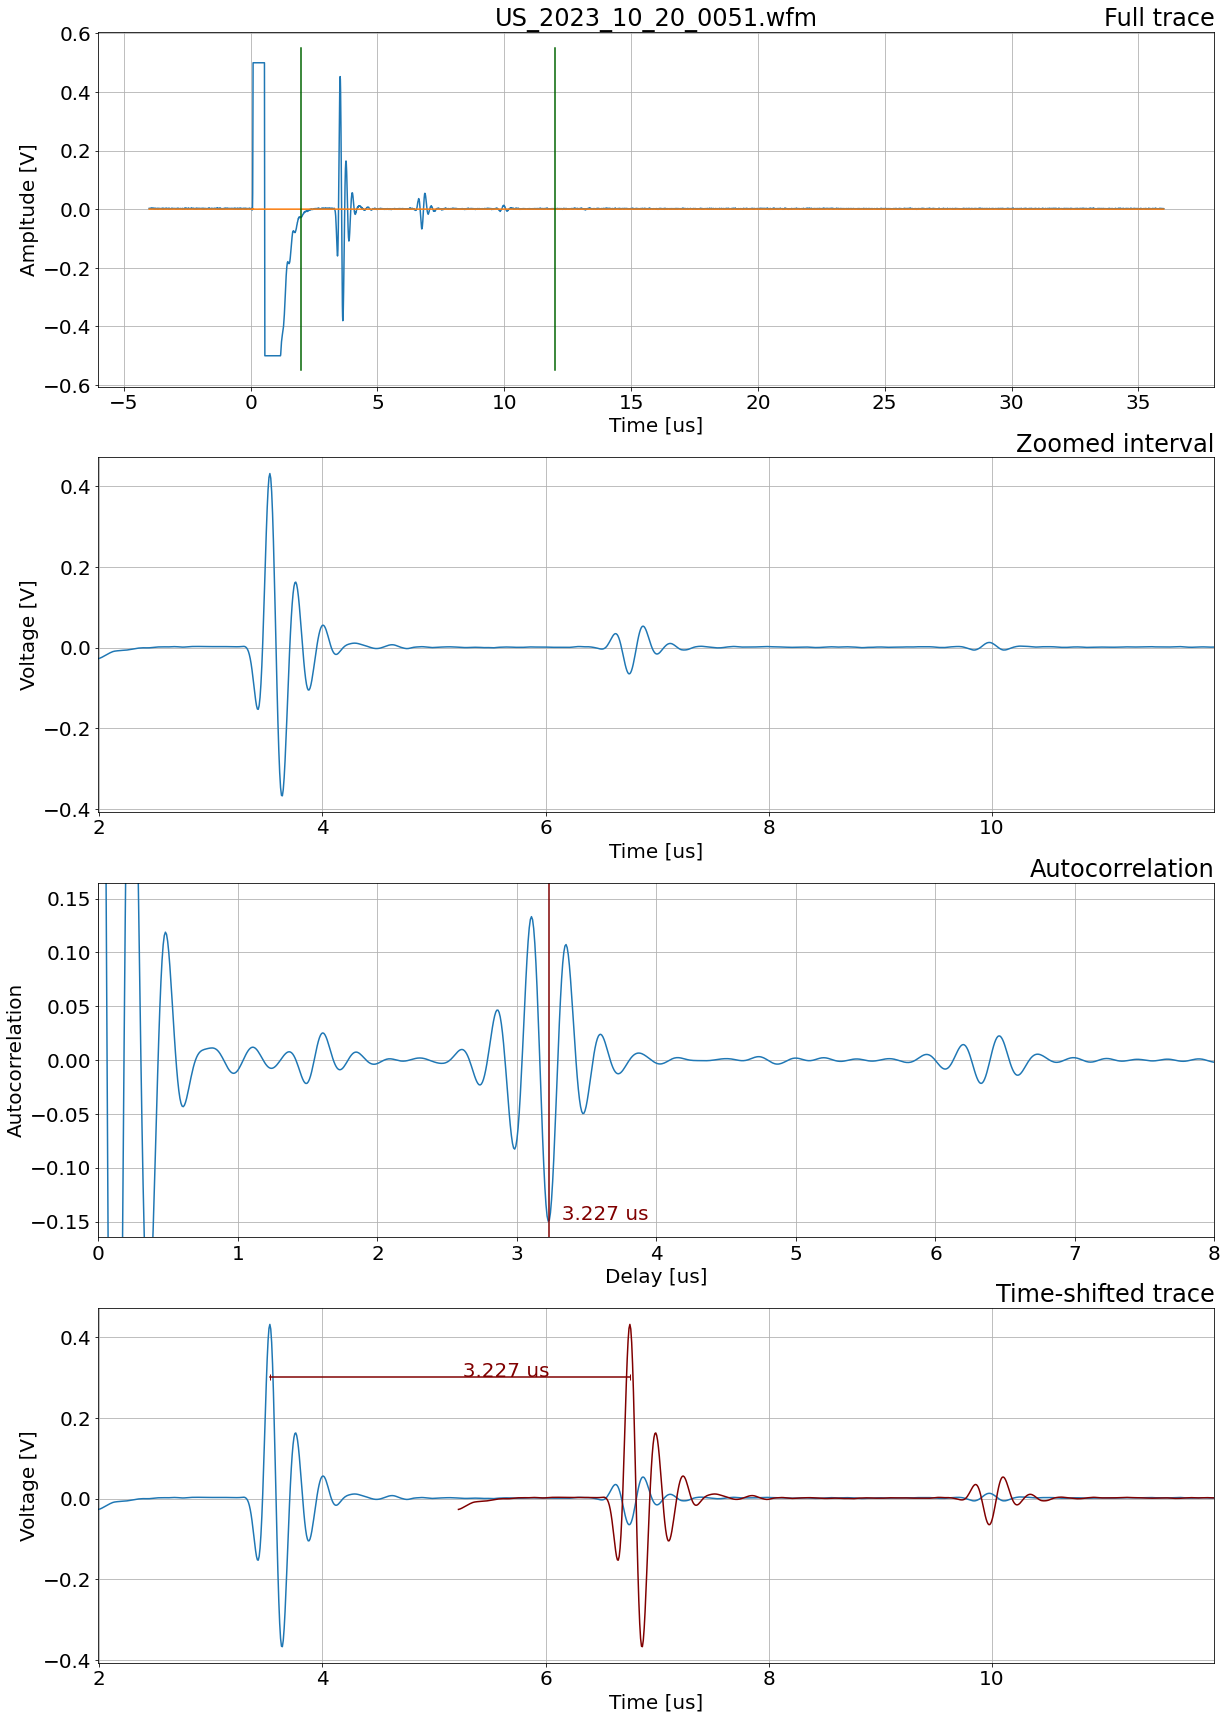 US_2023_10_20_0051.wfm Full trace
0.6
0.4
0.2
0.0
−0.2
−0.4
−0.6
Ampltude [V]
−5 0 5 10 15 20 25 30 35
Time [us]
Zoomed interval
0.4
0.2
0.0
−0.2
−0.4
Voltage [V]
2 4 6 8 10
Time [us]
Autocorrelation
0.15
0.10
0.05
0.00
−0.05
−0.10
−0.15
Autocorrelation
3.227 us
0 1 2 3 4 5 6 7 8
Delay [us]
Time-shifted trace
0.4
0.2
0.0
−0.2
−0.4
Voltage [V]
3.227 us
2 4 6 8 10
Time [us]